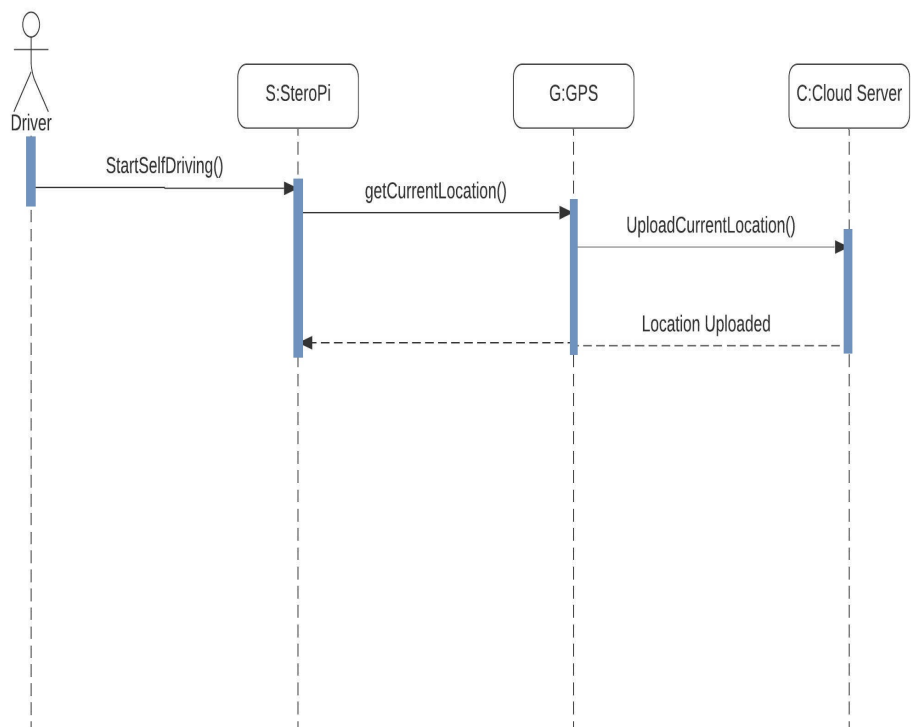 Driver
S:SteroPi
G:GPS
C:Cloud Server
StartSelfDriving()
getCurrentLocation()
UploadCurrentLocation()
Location Uploaded